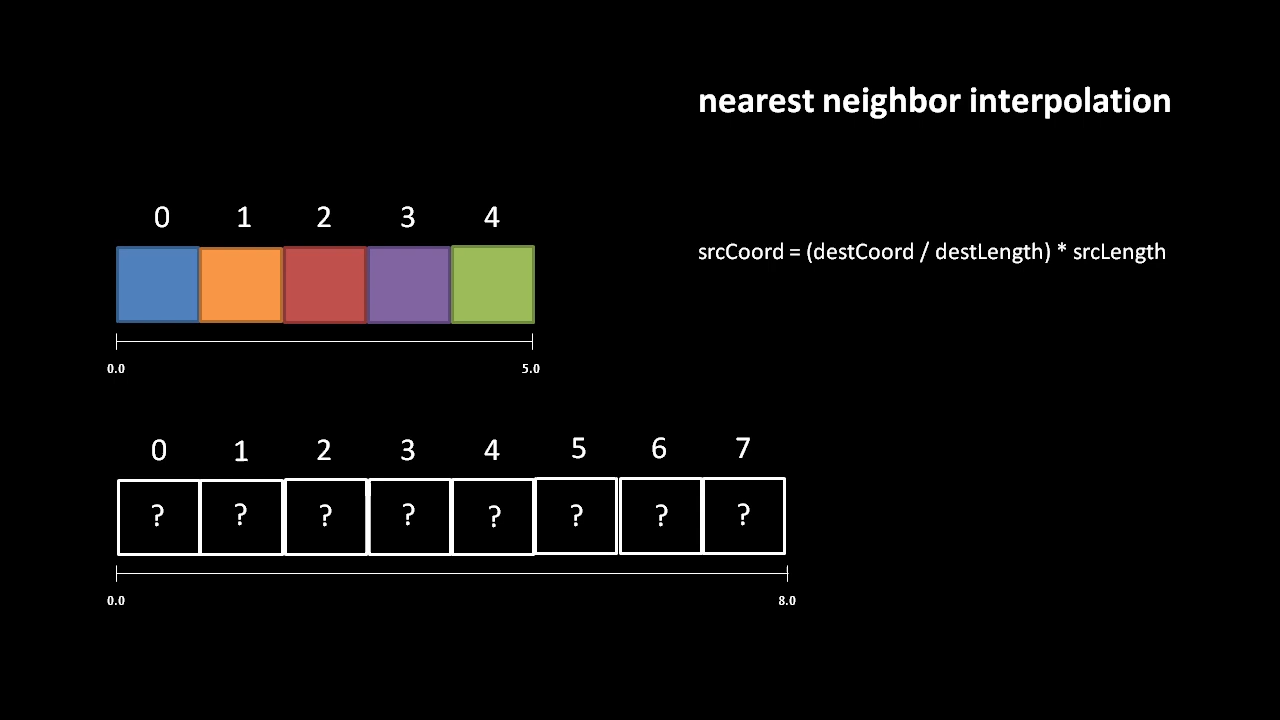 nearest neighbor interpolation
0 1 2 3 4
srcCoord = (destCoord / destLength) * srcLength
0.0 5.0
0 1 2 3 4 5 6 7
? ? ? ? ? ? ? ?
0.0 8.0